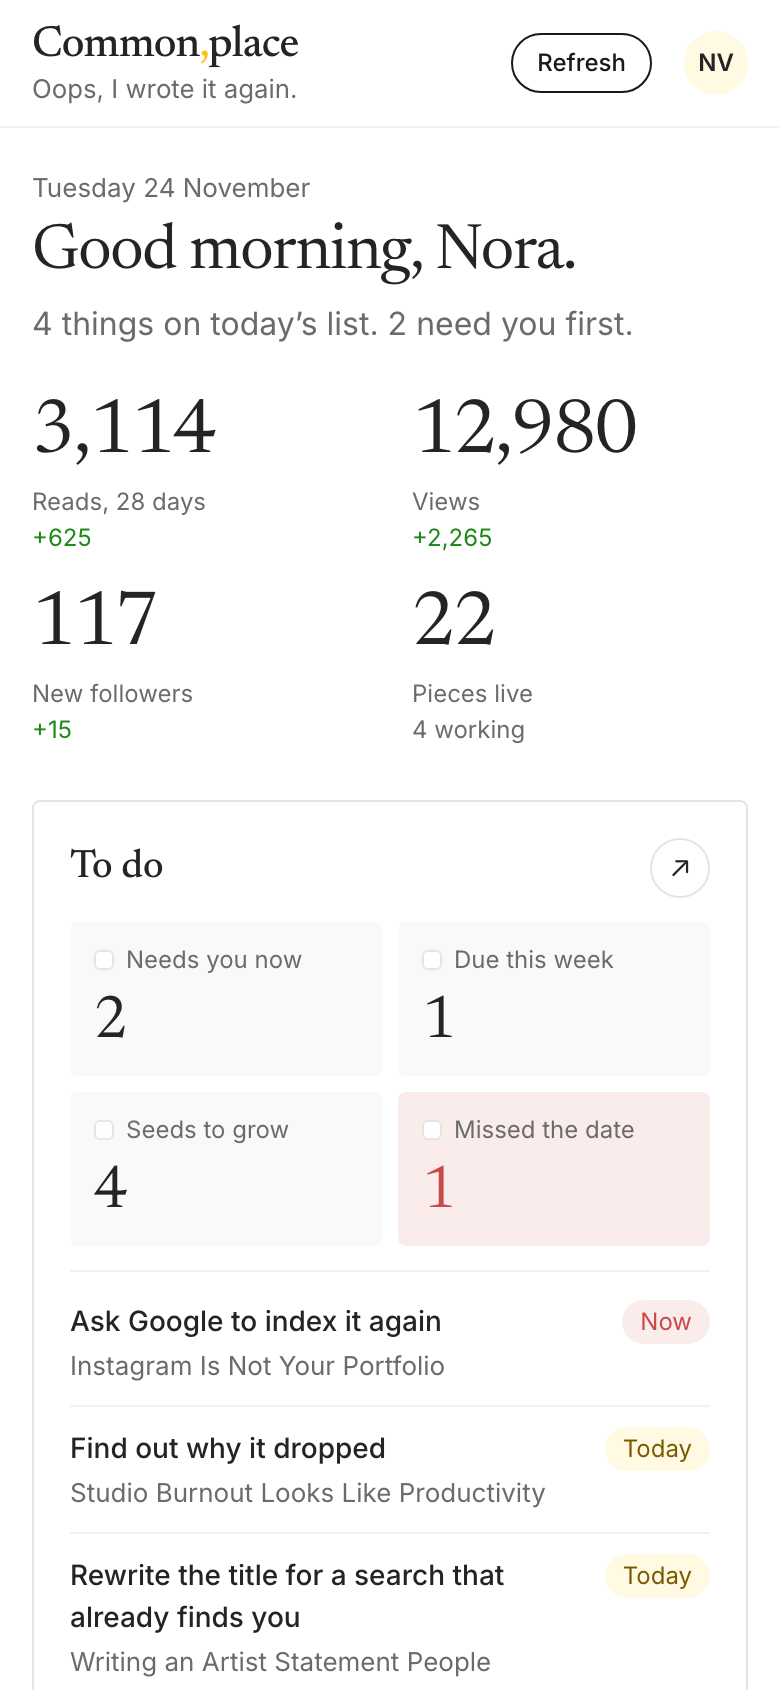 Common,place
Oops, I wrote it again.
Refresh
NV
Tuesday 24 November
Good morning, Nora.
4 things on today’s list. 2 need you first.
3,114
Reads, 28 days
+625
12,980
Views
+2,265
117
New followers
+15
22
Pieces live
4 working
To do
Needs you now
2
Due this week
1
Seeds to grow
4
Missed the date
1
Ask Google to index it again
Now
Instagram Is Not Your Portfolio
Find out why it dropped
Today
Studio Burnout Looks Like Productivity
Rewrite the title for a search that
already finds you
Today
Writing an Artist Statement People